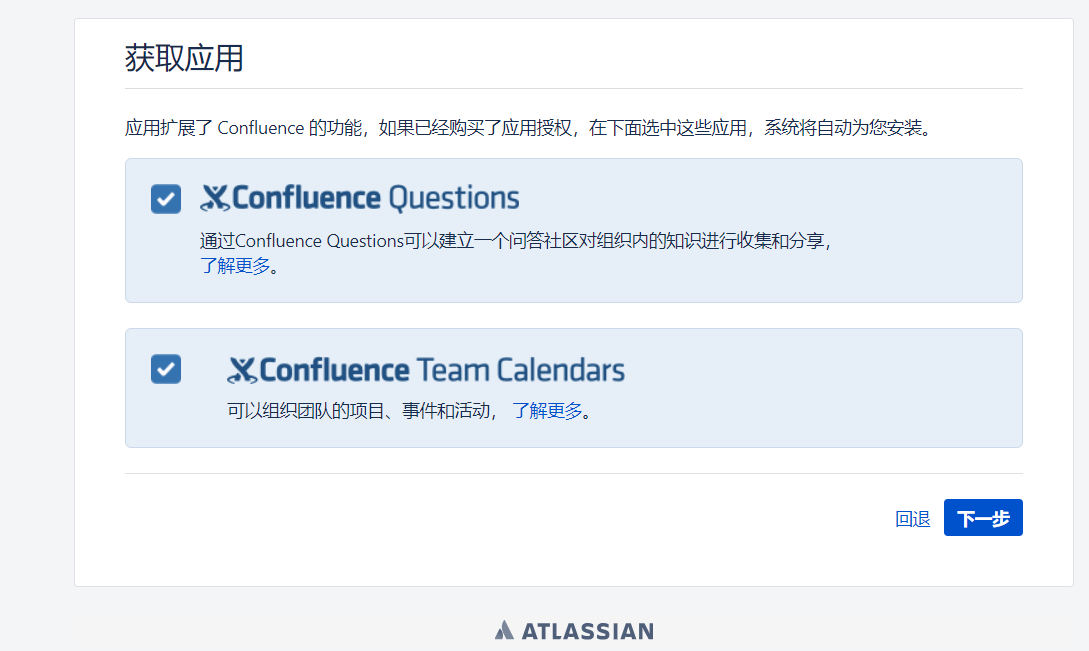 获取应用
应用扩展了 Confluence 的功能，如果已经购买了应用授权，在下面选中这些应用，系统将自动为您安装。
Confluence Questions
通过Confluence Questions可以建立一个问答社区对组织内的知识进行收集和分享，
了解更多。
Confluence Team Calendars
可以组织团队的项目、事件和活动， 了解更多。
回退 下一步
ATLASSIAN